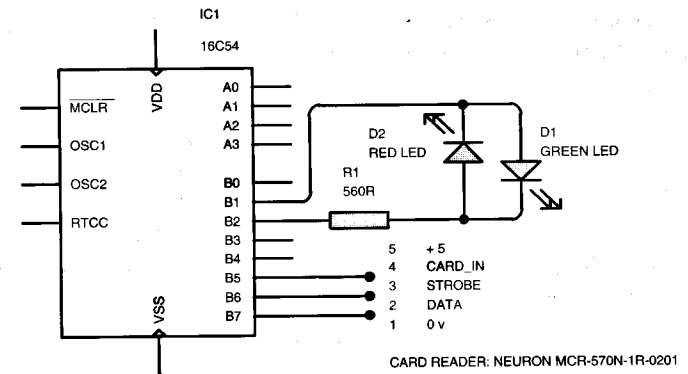 IC1
16C54
VDD
MCLR
OSC1
OSC2
RTCC
VSS
A0
A1
A2
A3
B0
B1
B2
B3
B4
B5
B6
B7
D2
RED LED
D1
GREEN LED
R1
560R
5 + 5
4 CARD_IN
3 STROBE
2 DATA
1 0 v
CARD READER: NEURON MCR-570N-1R-0201